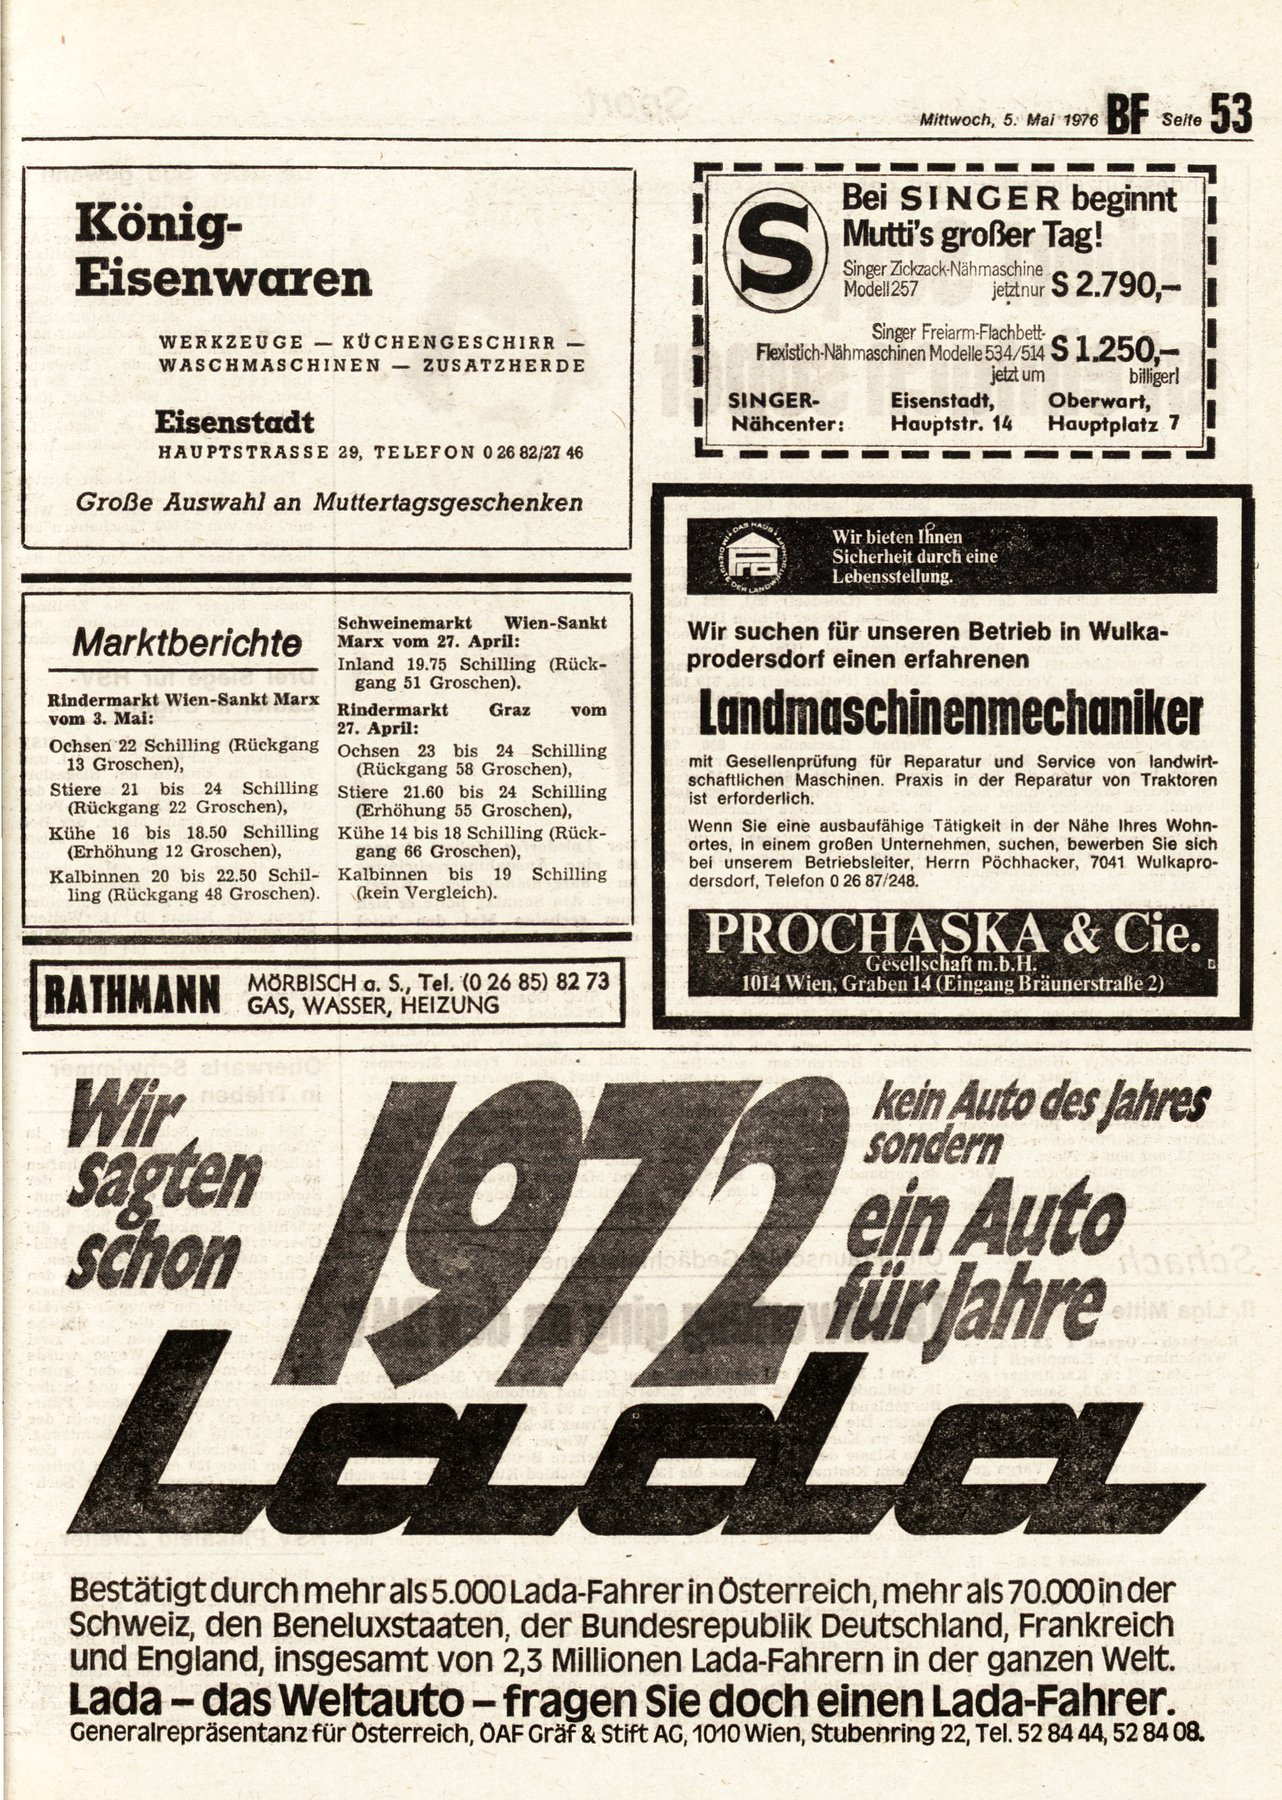 Mittwoch, 5. Mai 1976 BF Seite 53
König-
Eisenwaren
WERKZEUGE — KÜCHENGESCHIRR —
WASCHMASCHINEN — ZUSATZHERDE
Eisenstadt
HAUPTSTRASSE 29, TELEFON 0 26 82/27 46
Große Auswahl an Muttertagsgeschenken
S
Bei SINGER beginnt
Mutti's großer Tag!
Singer Zickzack-Nähmaschine
Modell 257 jetzt nur S 2.790,—
Singer Freiarm-Flachbett-
Flexistich-Nähmaschinen Modelle 534/514 S 1.250,—
jetzt um billiger!
SINGER- Eisenstadt, Oberwart,
Nähcenter: Hauptstr. 14 Hauptplatz 7
Marktberichte
Rindermarkt Wien-Sankt Marx
vom 3. Mai:
Ochsen 22 Schilling (Rückgang
13 Groschen),
Stiere 21 bis 24 Schilling
(Rückgang 22 Groschen),
Kühe 16 bis 18.50 Schilling
(Erhöhung 12 Groschen),
Kalbinnen 20 bis 22.50 Schil-
ling (Rückgang 48 Groschen).
Schweinemarkt Wien-Sankt
Marx vom 27. April:
Inland 19.75 Schilling (Rück-
gang 51 Groschen).
Rindermarkt Graz vom
27. April:
Ochsen 23 bis 24 Schilling
(Rückgang 58 Groschen),
Stiere 21.60 bis 24 Schilling
(Erhöhung 55 Groschen),
Kühe 14 bis 18 Schilling (Rück-
gang 66 Groschen),
Kalbinnen bis 19 Schilling
(kein Vergleich).
RATHMANN
MÖRBISCH a. S., Tel. (0 26 85) 82 73
GAS, WASSER, HEIZUNG
DAS HAUS IM DIENSTE DER LANDWIRTSCHAFT
Pra
Wir bieten Ihnen
Sicherheit durch eine
Lebensstellung.
Wir suchen für unseren Betrieb in Wulka-
prodersdorf einen erfahrenen
Landmaschinenmechaniker
mit Gesellenprüfung für Reparatur und Service von landwirt-
schaftlichen Maschinen. Praxis in der Reparatur von Traktoren
ist erforderlich.
Wenn Sie eine ausbaufähige Tätigkeit in der Nähe Ihres Wohn-
ortes, in einem großen Unternehmen, suchen, bewerben Sie sich
bei unserem Betriebsleiter, Herrn Pöchhacker, 7041 Wulkapro-
dersdorf, Telefon 0 26 87/248.
PROCHASKA & Cie.
Gesellschaft m.b.H.
1014 Wien, Graben 14 (Eingang Bräunerstraße 2)
Wir
sagten
schon
1972
kein Auto des Jahres
sondern
ein Auto
für Jahre
Lada
Bestätigt durch mehr als 5.000 Lada-Fahrer in Österreich, mehr als 70.000 in der
Schweiz, den Beneluxstaaten, der Bundesrepublik Deutschland, Frankreich
und England, insgesamt von 2,3 Millionen Lada-Fahrern in der ganzen Welt.
Lada – das Weltauto – fragen Sie doch einen Lada-Fahrer.
Generalrepräsentanz für Österreich, ÖAF Gräf & Stift AG, 1010 Wien, Stubenring 22, Tel. 52 84 44, 52 84 08.